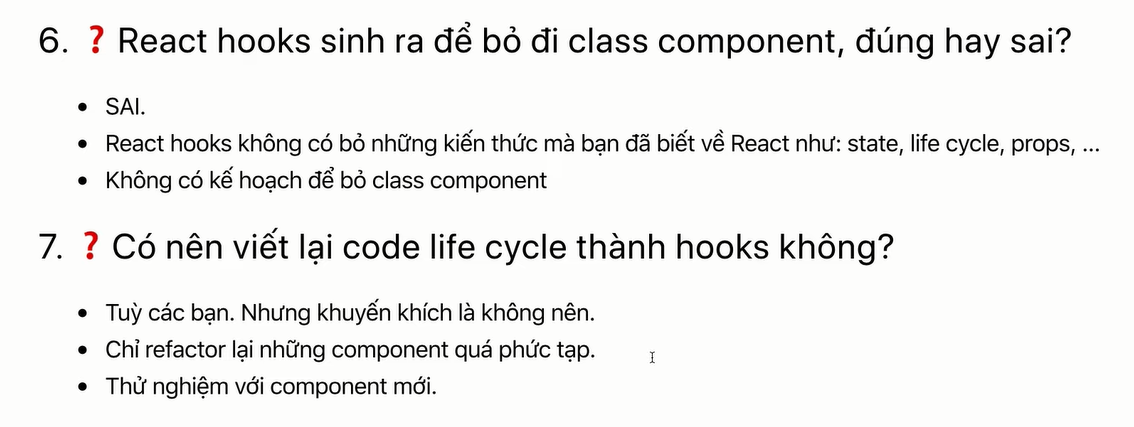 6. ❓ React hooks sinh ra để bỏ đi class component, đúng hay sai?
• SAI.
• React hooks không có bỏ những kiến thức mà bạn đã biết về React như: state, life cycle, props, ...
• Không có kế hoạch để bỏ class component
7. ❓ Có nên viết lại code life cycle thành hooks không?
• Tuỳ các bạn. Nhưng khuyến khích là không nên.
• Chỉ refactor lại những component quá phức tạp.
• Thử nghiệm với component mới.